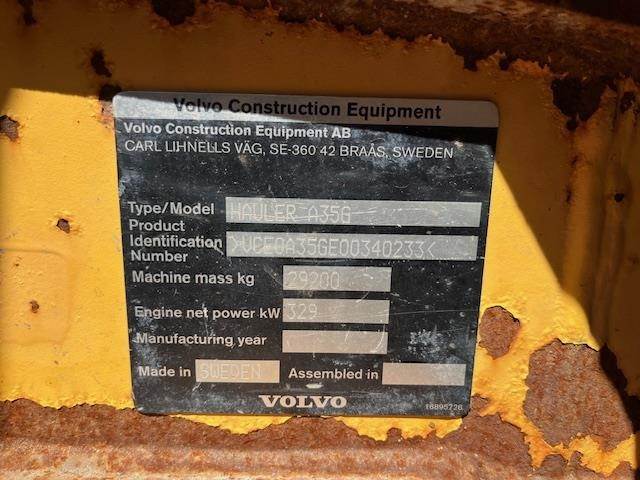 Volvo Construction Equipment
Volvo Construction Equipment AB
CARL LIHNELLS VÄG, SE-360 42 BRAÅS, SWEDEN
Type/Model HAULER A35G
Product
Identification >VCE0A35GE00340233<
Number
Machine mass kg 29200
Engine net power kW 329
Manufacturing year
Made in SWEDEN Assembled in
VOLVO 16895726